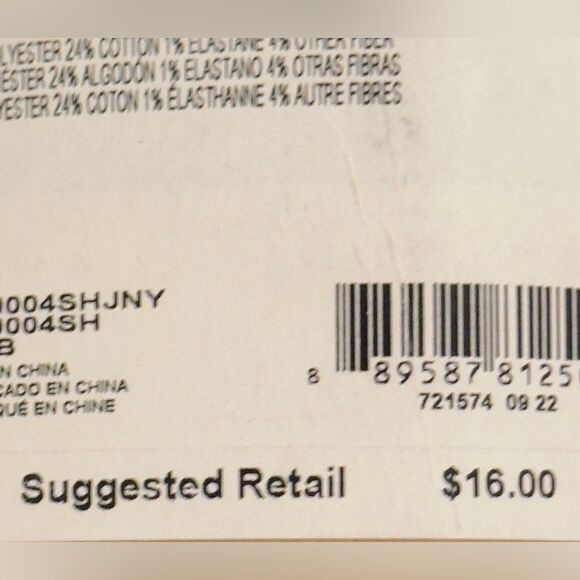 LYESTER 24% COTTON 1% ELASTANE 4% OTHER FIBER
ÉSTER 24% ALGODÓN 1% ELASTANO 4% OTRAS FIBRAS
YESTER 24% COTON 1% ÉLASTHANNE 4% AUTRE FIBRES
0004SHJNY
0004SH
B
N CHINA
CADO EN CHINA
QUÉ EN CHINE
8 89587 8125
721574 09 22
Suggested Retail $16.00